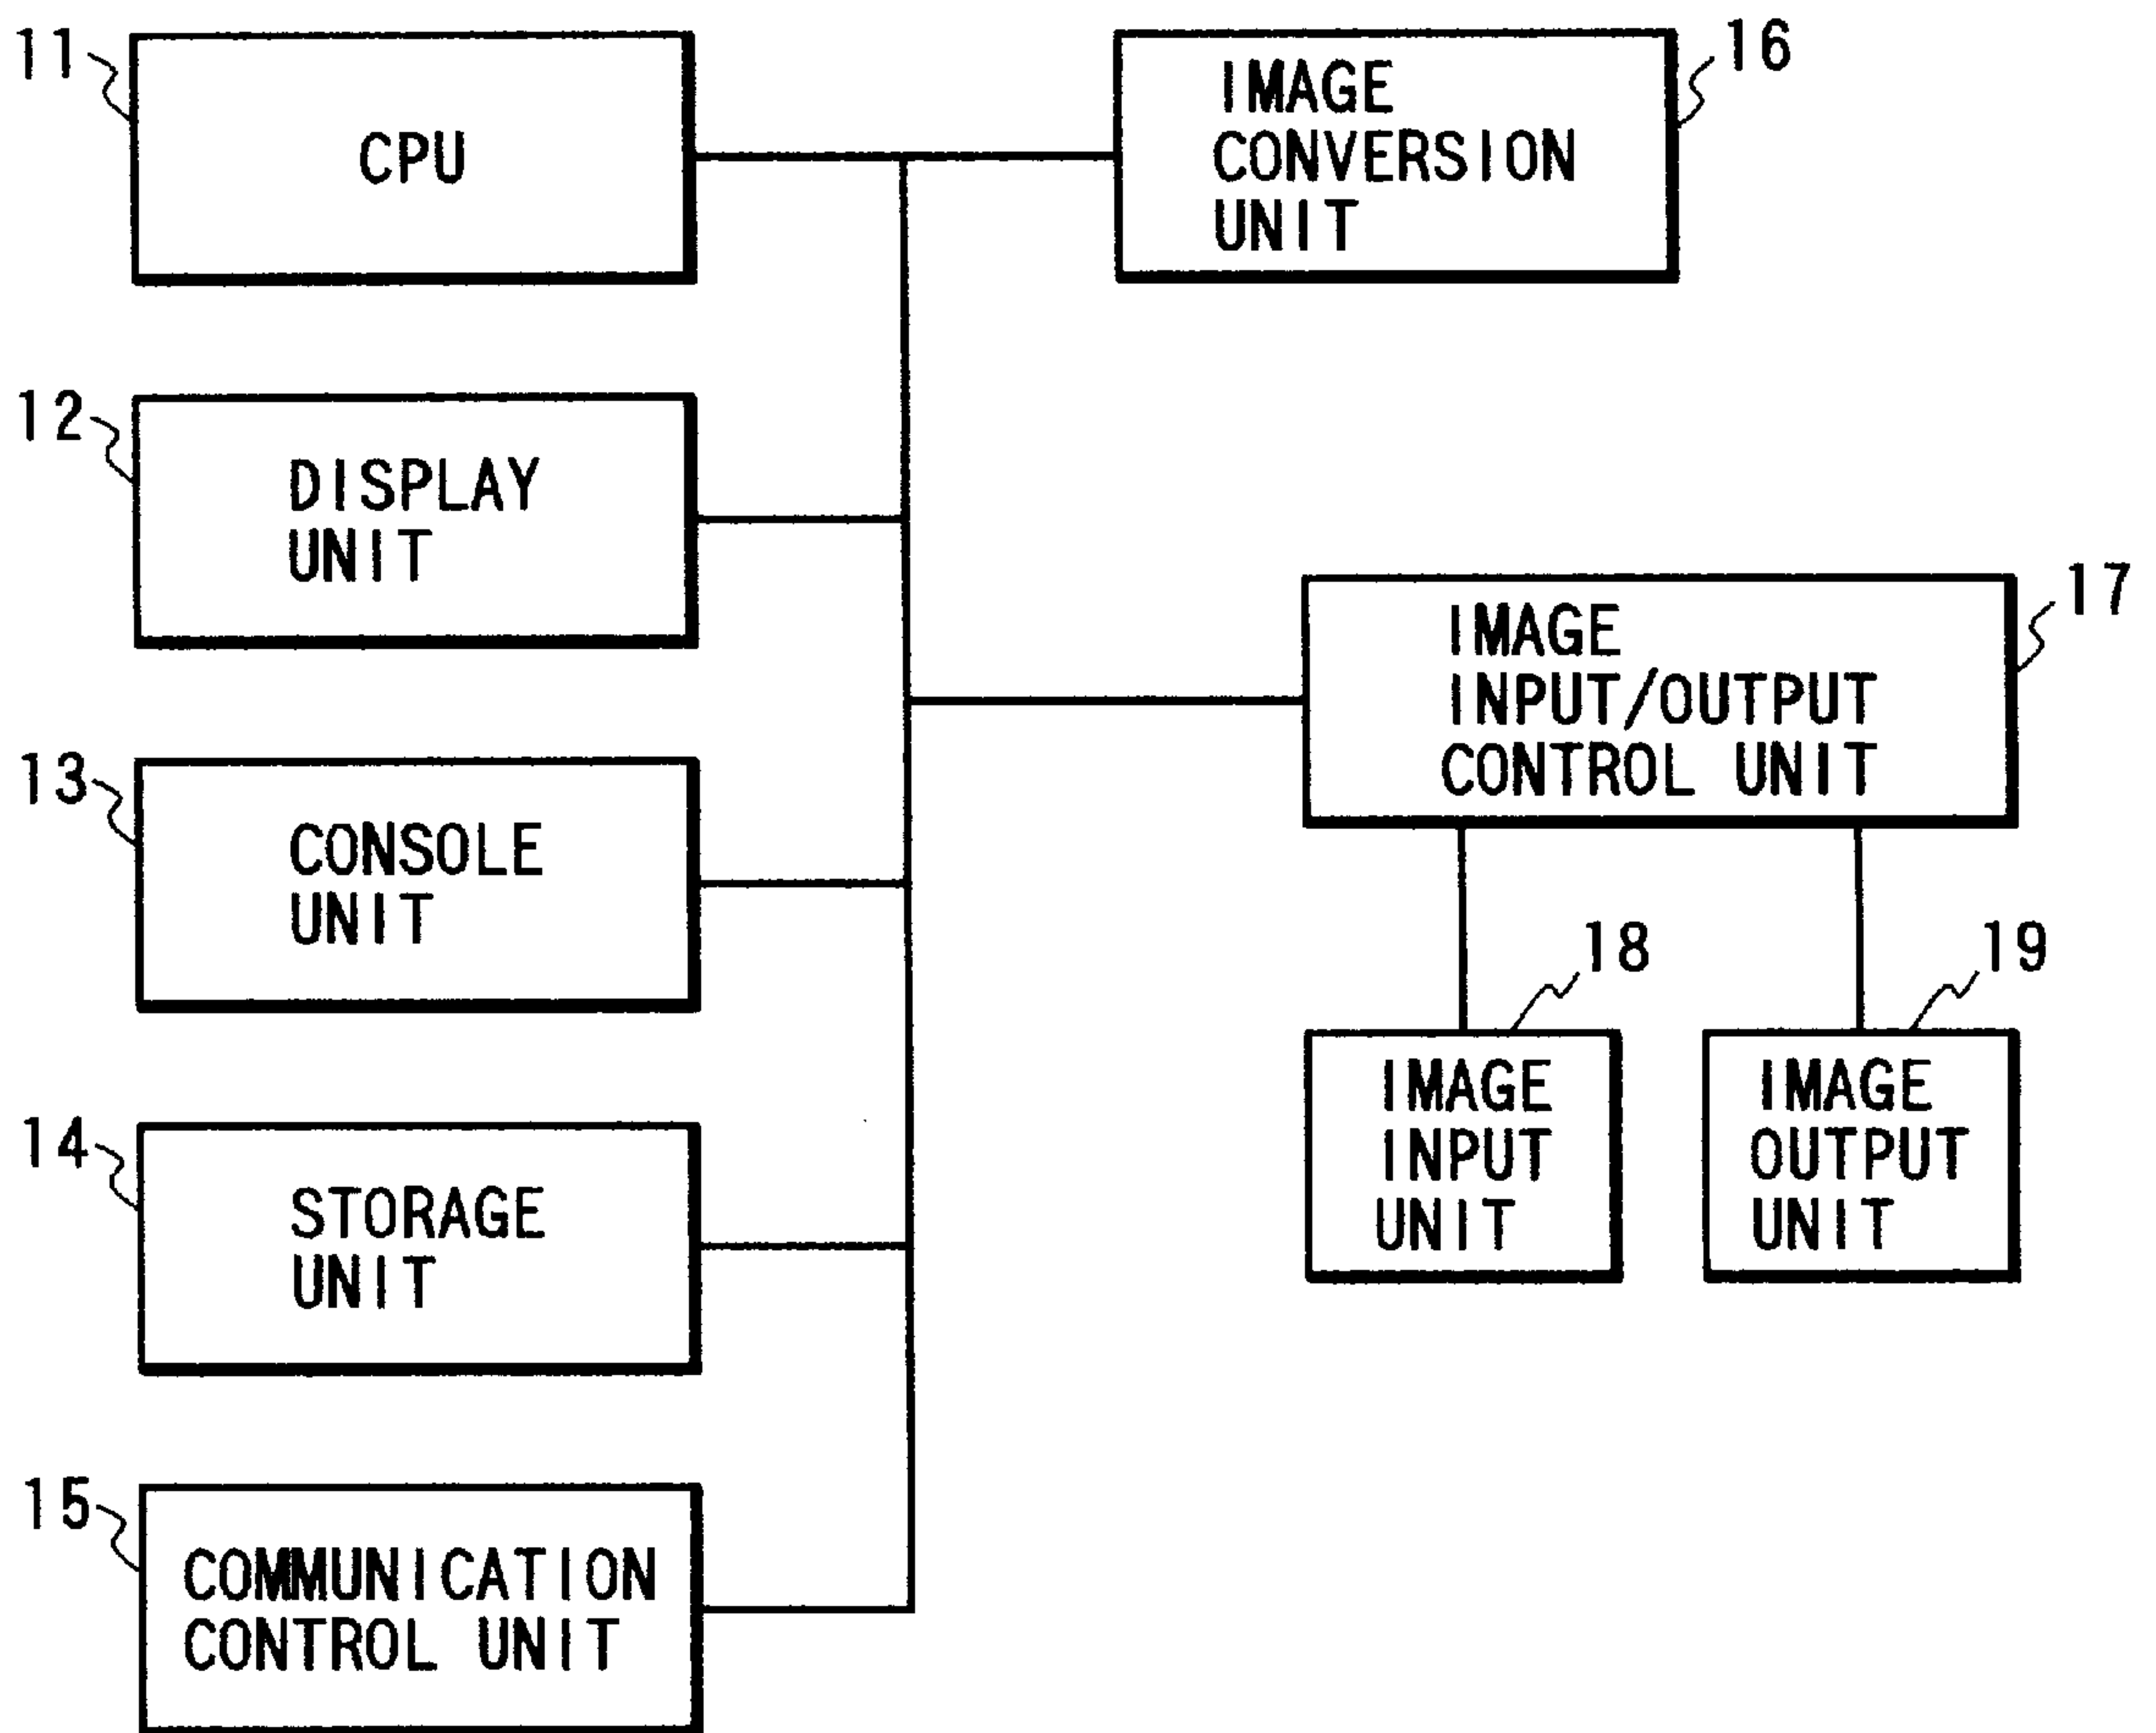 11
CPU
16
IMAGE
CONVERSION
UNIT
12
DISPLAY
UNIT
17
IMAGE
INPUT/OUTPUT
CONTROL UNIT
13
CONSOLE
UNIT
18
IMAGE
INPUT
UNIT
19
IMAGE
OUTPUT
UNIT
14
STORAGE
UNIT
15
COMMUNICATION
CONTROL UNIT